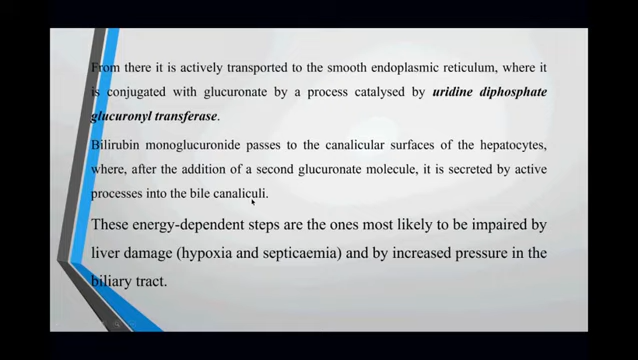 From there it is actively transported to the smooth endoplasmic reticulum, where it
is conjugated with glucuronate by a process catalysed by uridine diphosphate
glucuronyl transferase.
Bilirubin monoglucuronide passes to the canalicular surfaces of the hepatocytes,
where, after the addition of a second glucuronate molecule, it is secreted by active
processes into the bile canaliculi.
These energy-dependent steps are the ones most likely to be impaired by
liver damage (hypoxia and septicaemia) and by increased pressure in the
biliary tract.